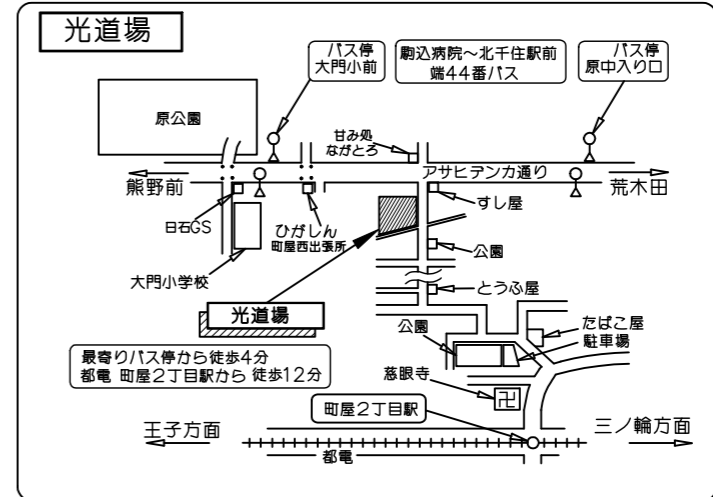 光道場
バス停
大門小前
駒込病院～北千住駅前
端44番バス
バス停
原中入り口
原公園
甘み処
ながとろ
アサヒデンカ通り
熊野前
荒木田
日石GS
ひがしん
町屋西出張所
すし屋
大門小学校
公園
とうふ屋
光道場
公園
たばこ屋
駐車場
最寄りバス停から徒歩4分
都電 町屋2丁目駅から 徒歩12分
慈眼寺
卍
町屋2丁目駅
王子方面
三ノ輪方面
都電